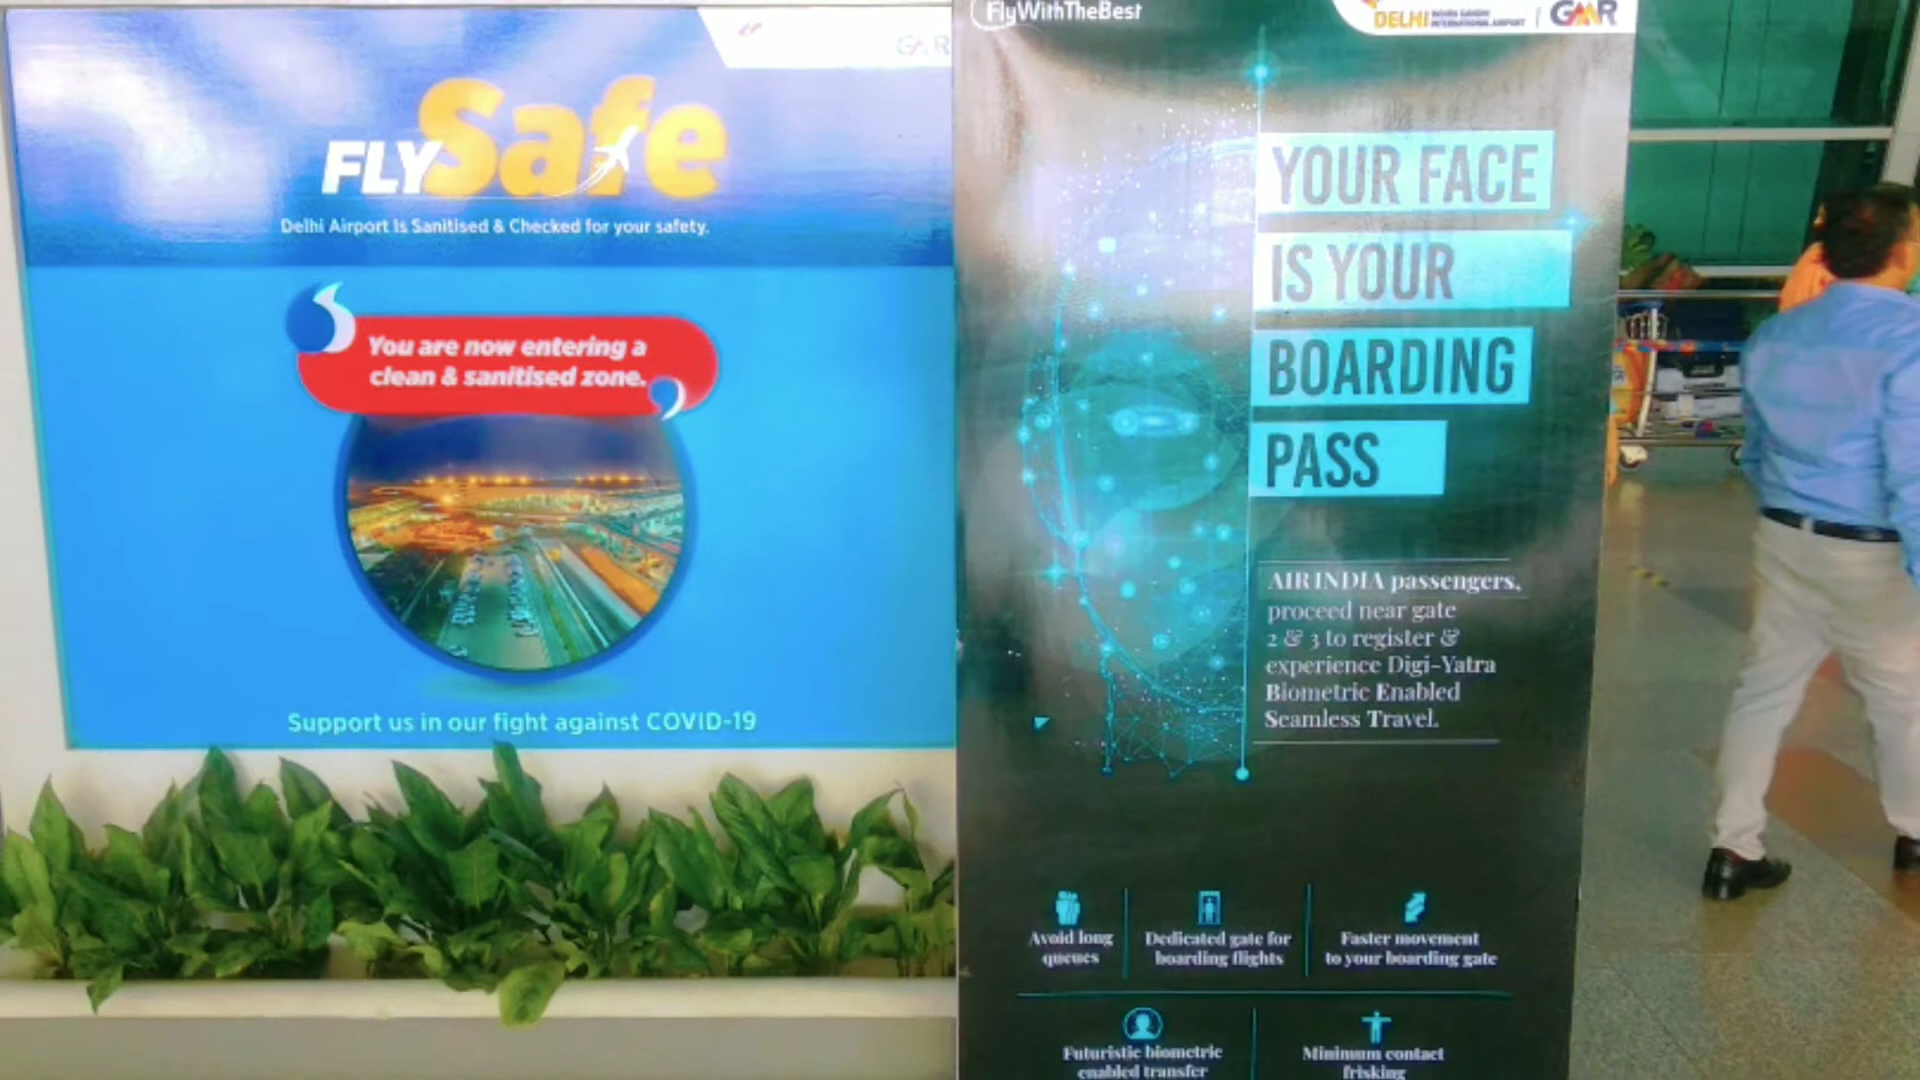 GMR
FLYSafe
Delhi Airport Is Sanitised & Checked for your safety.
You are now entering a
clean & sanitised zone.
Support us in our fight against COVID-19
FlyWithTheBest
DELHI INDIRA GANDHI
INTERNATIONAL AIRPORT
GMR
YOUR FACE
IS YOUR
BOARDING
PASS
AIR INDIA passengers,
proceed near gate
2 & 3 to register &
experience Digi-Yatra
Biometric Enabled
Seamless Travel.
Avoid long
queues
Dedicated gate for
boarding flights
Faster movement
to your boarding gate
Futuristic biometric
enabled transfer
Minimum contact
frisking